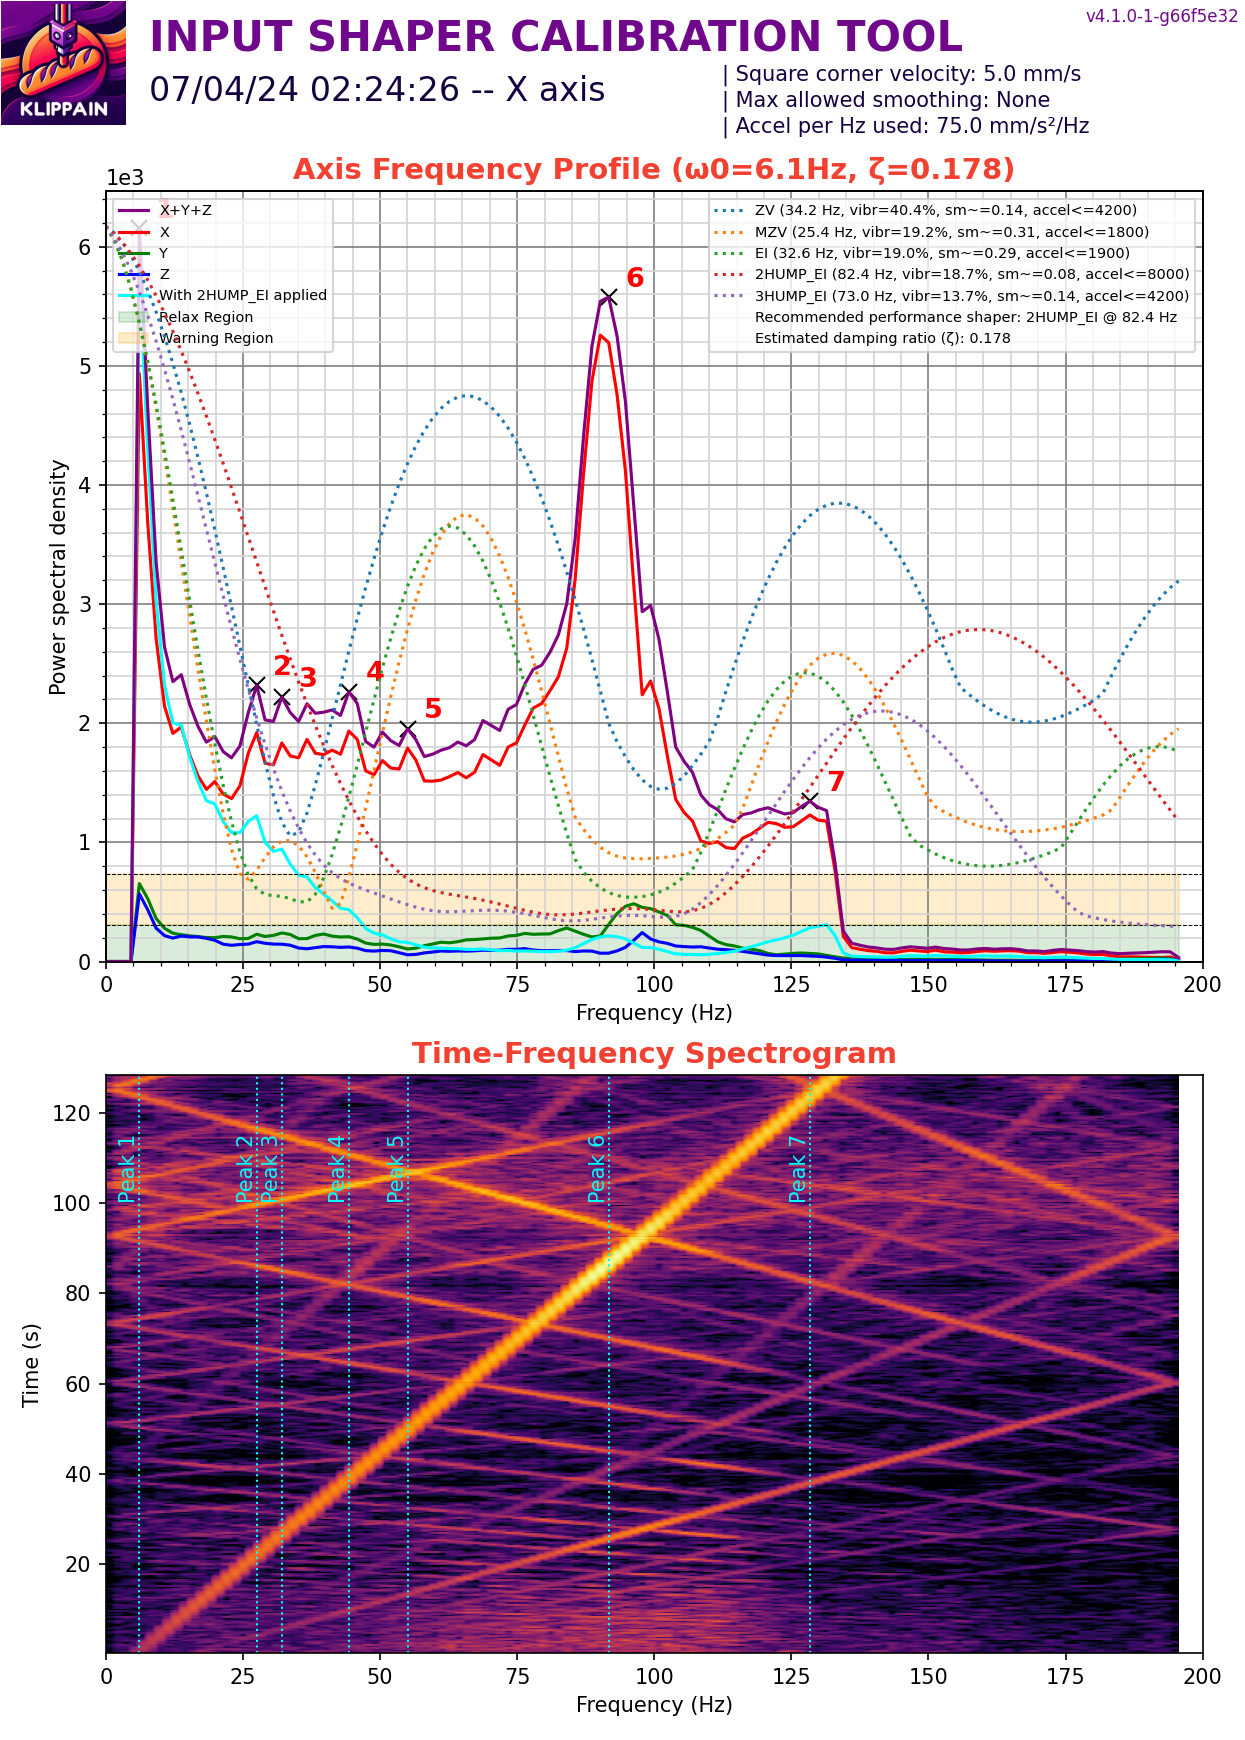 v4.1.0-1-g66f5e32
INPUT SHAPER CALIBRATION TOOL
07/04/24 02:24:26 -- X axis
| Square corner velocity: 5.0 mm/s
| Max allowed smoothing: None
| Accel per Hz used: 75.0 mm/s²/Hz
KLIPPAIN
Axis Frequency Profile (ω0=6.1Hz, ζ=0.178)
1e3
X+Y+Z
X
Y
Z
With 2HUMP_EI applied
Relax Region
Warning Region
ZV (34.2 Hz, vibr=40.4%, sm~=0.14, accel<=4200)
MZV (25.4 Hz, vibr=19.2%, sm~=0.31, accel<=1800)
EI (32.6 Hz, vibr=19.0%, sm~=0.29, accel<=1900)
2HUMP_EI (82.4 Hz, vibr=18.7%, sm~=0.08, accel<=8000)
3HUMP_EI (73.0 Hz, vibr=13.7%, sm~=0.14, accel<=4200)
Recommended performance shaper: 2HUMP_EI @ 82.4 Hz
Estimated damping ratio (ζ): 0.178
1
2
3
4
5
6
7
Power spectral density
6
5
4
3
2
1
0
0 25 50 75 100 125 150 175 200
Frequency (Hz)
Time-Frequency Spectrogram
Time (s)
120
100
80
60
40
20
Peak 1
Peak 2
Peak 3
Peak 4
Peak 5
Peak 6
Peak 7
0 25 50 75 100 125 150 175 200
Frequency (Hz)